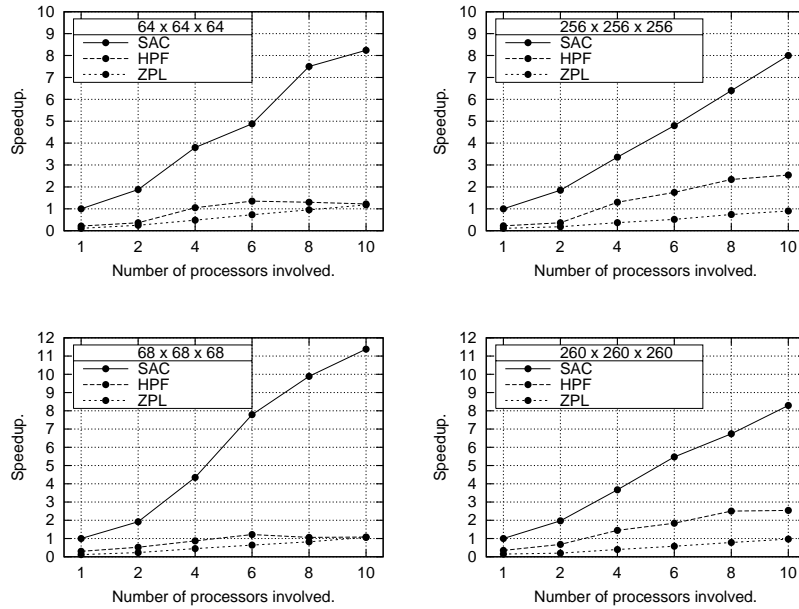 64 x 64 x 64
SAC
HPF
ZPL
10
9
8
7
6
5
4
3
2
1
0
Speedup.
1 2 4 6 8 10
Number of processors involved.
256 x 256 x 256
SAC
HPF
ZPL
10
9
8
7
6
5
4
3
2
1
0
Speedup.
1 2 4 6 8 10
Number of processors involved.
68 x 68 x 68
SAC
HPF
ZPL
12
11
10
9
8
7
6
5
4
3
2
1
0
Speedup.
1 2 4 6 8 10
Number of processors involved.
260 x 260 x 260
SAC
HPF
ZPL
12
11
10
9
8
7
6
5
4
3
2
1
0
Speedup.
1 2 4 6 8 10
Number of processors involved.